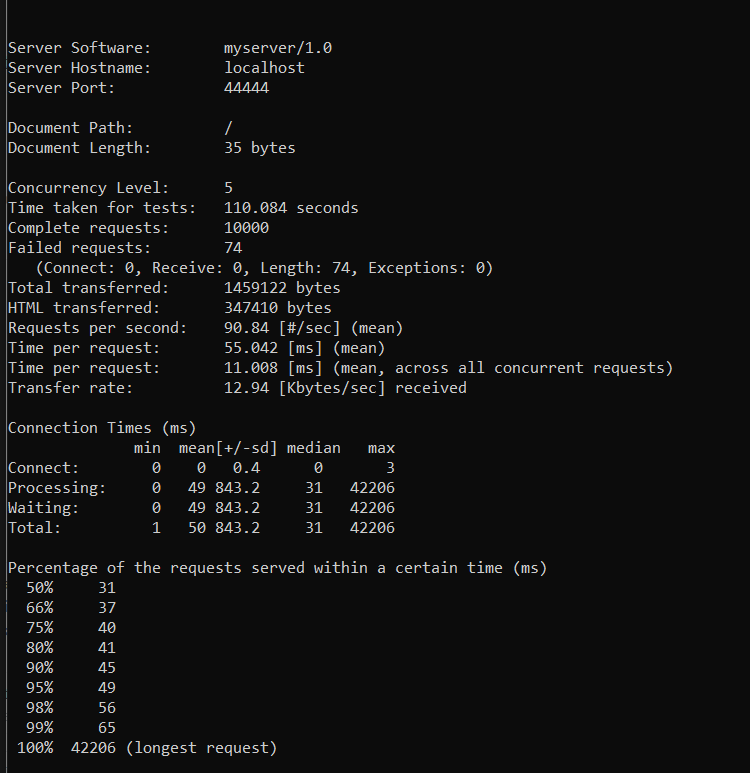 Server Software:        myserver/1.0
Server Hostname:        localhost
Server Port:            44444

Document Path:          /
Document Length:        35 bytes

Concurrency Level:      5
Time taken for tests:   110.084 seconds
Complete requests:      10000
Failed requests:        74
   (Connect: 0, Receive: 0, Length: 74, Exceptions: 0)
Total transferred:      1459122 bytes
HTML transferred:       347410 bytes
Requests per second:    90.84 [#/sec] (mean)
Time per request:       55.042 [ms] (mean)
Time per request:       11.008 [ms] (mean, across all concurrent requests)
Transfer rate:          12.94 [Kbytes/sec] received

Connection Times (ms)
              min  mean[+/-sd] median   max
Connect:        0    0   0.4      0       3
Processing:     0   49 843.2     31   42206
Waiting:        0   49 843.2     31   42206
Total:          1   50 843.2     31   42206

Percentage of the requests served within a certain time (ms)
  50%     31
  66%     37
  75%     40
  80%     41
  90%     45
  95%     49
  98%     56
  99%     65
 100%  42206 (longest request)